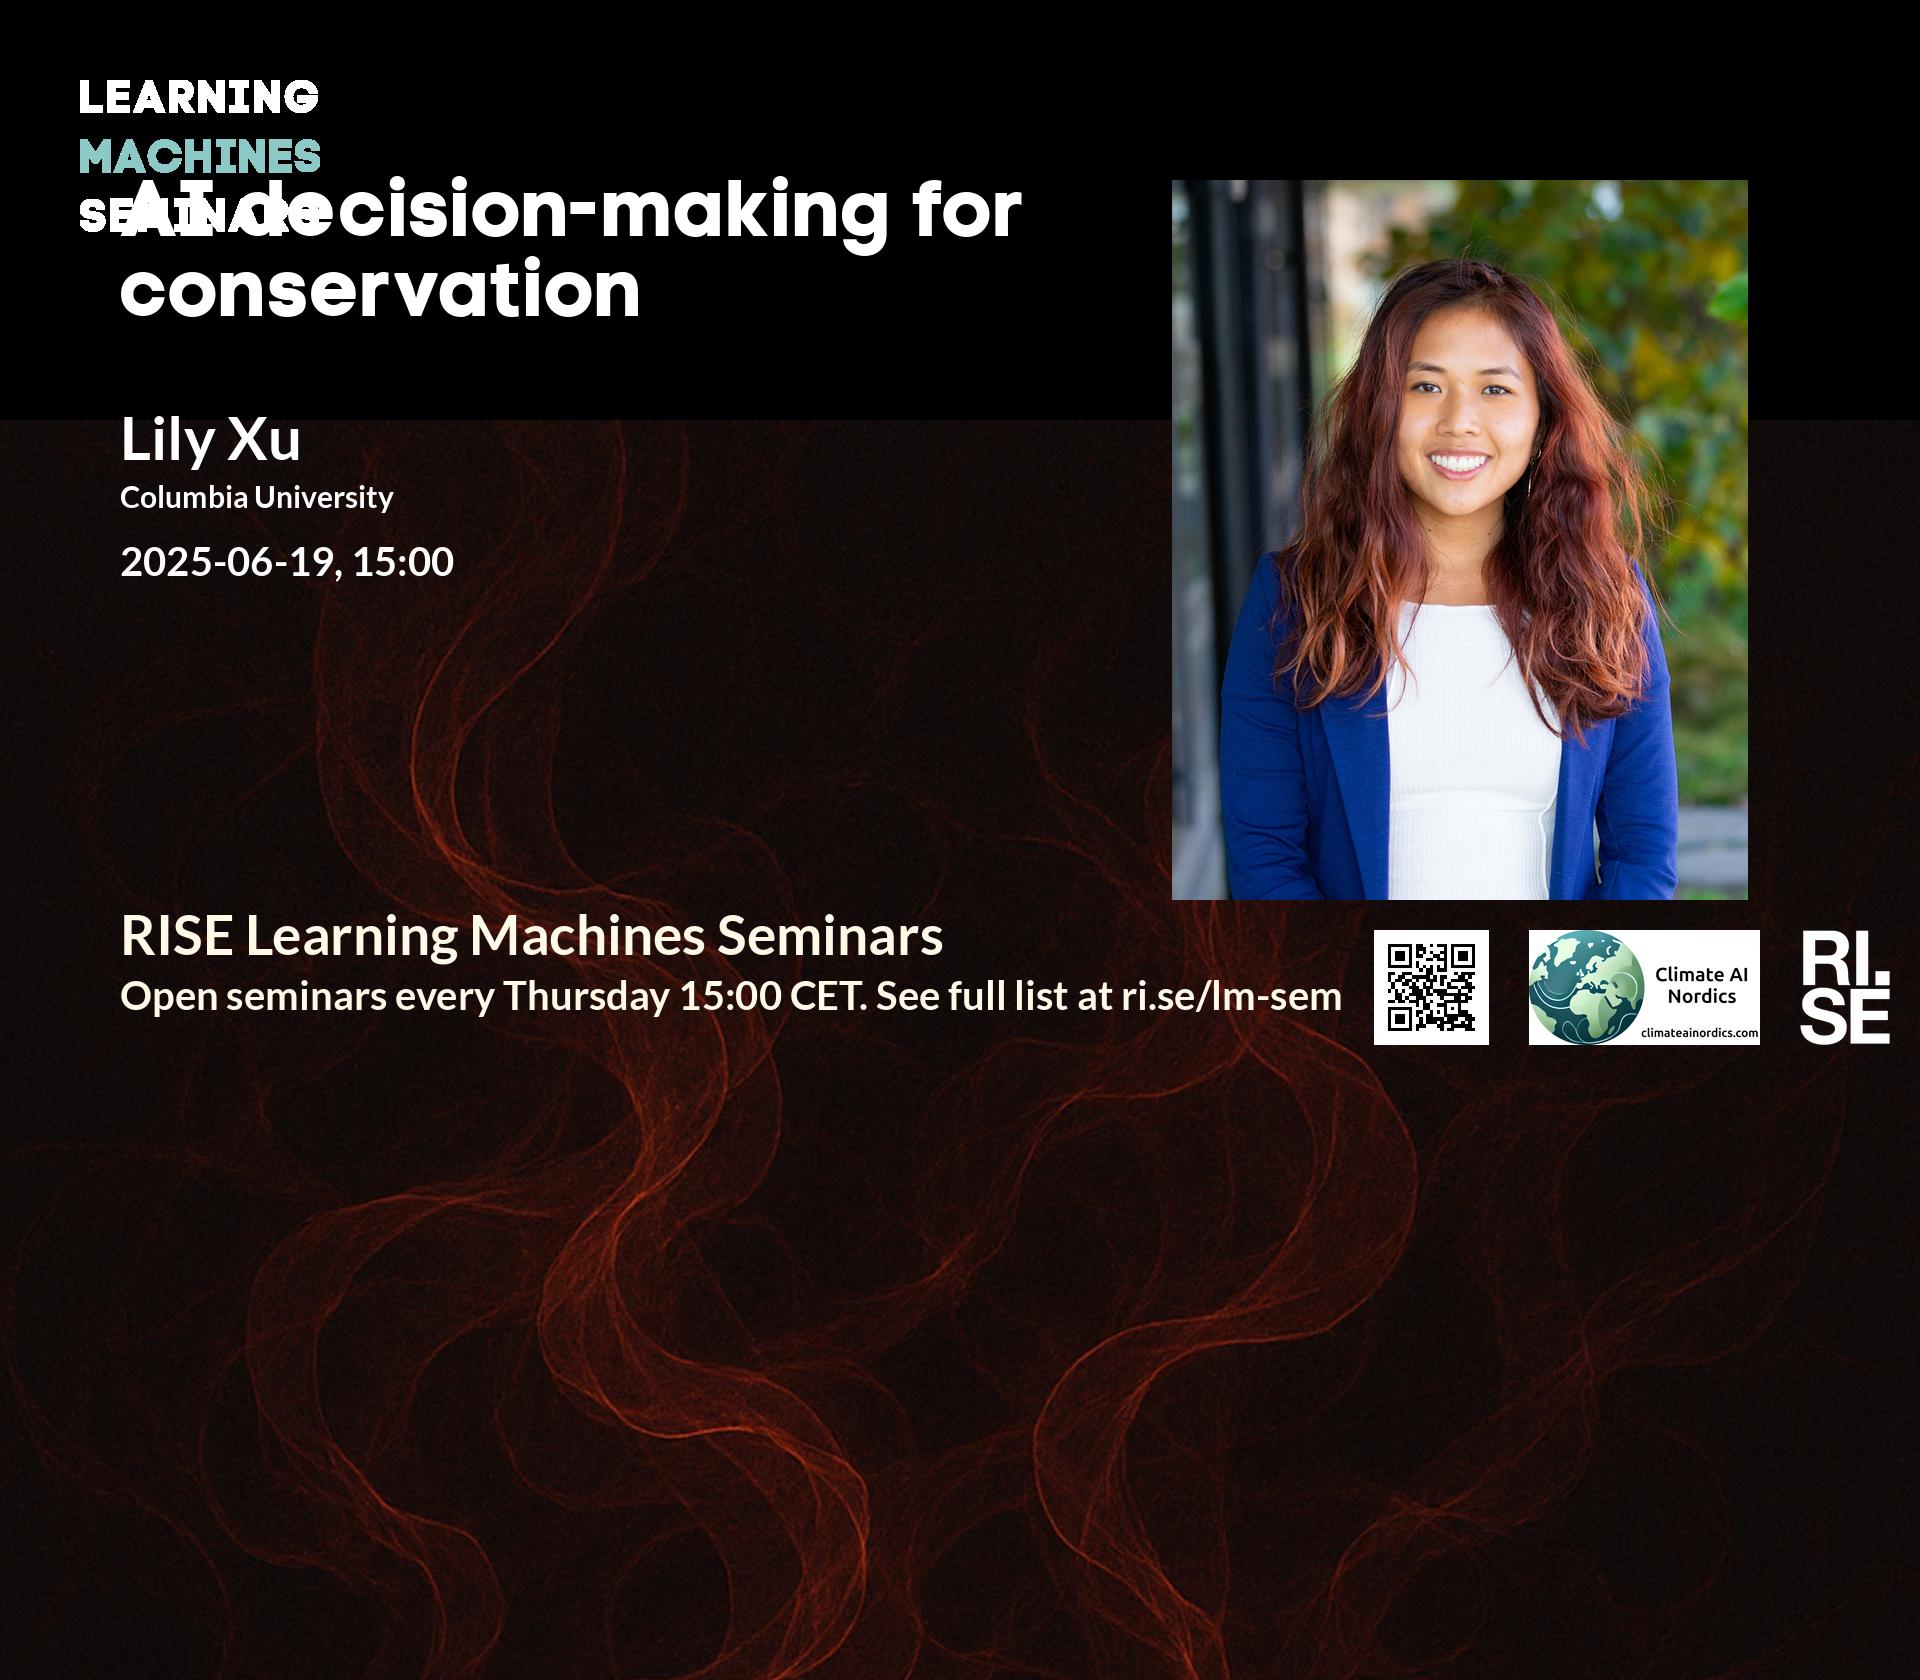 LEARNING
MACHINES
SEMINARS
AI decision-making for
conservation
Lily Xu
Columbia University
2025-06-19, 15:00
RISE Learning Machines Seminars
Open seminars every Thursday 15:00 CET. See full list at ri.se/lm-sem
Climate AI
Nordics
climateainordics.com
RI.
SE